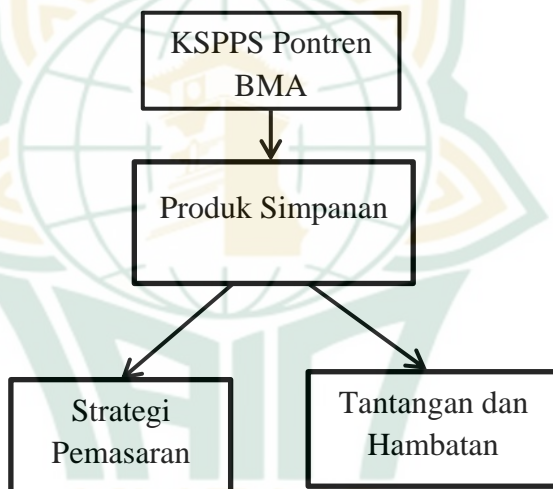 KSPPS Pontren
BMA
Produk Simpanan
Strategi
Pemasaran
Tantangan dan
Hambatan